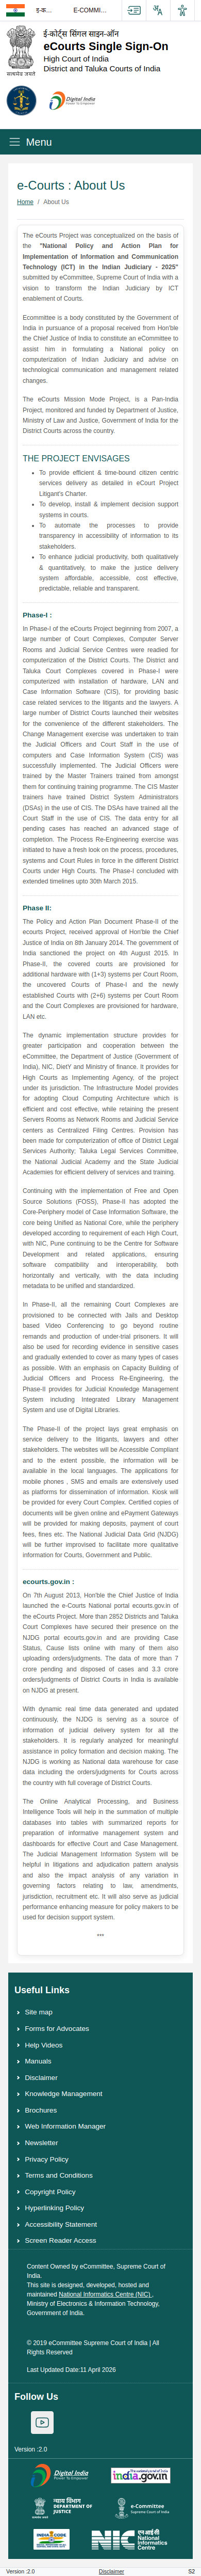 इ-क...
E-COMMI...
ई-कोर्ट्स सिंगल साइन-ऑन
eCourts Single Sign-On
High Court of India
District and Taluka Courts of India
सत्यमेव जयते
Digital India
Power To Empower
Menu
e-Courts : About Us
Home / About Us
The eCourts Project was conceptualized on the basis of
the "National Policy and Action Plan for
Implementation of Information and Communication
Technology (ICT) in the Indian Judiciary - 2025"
submitted by eCommittee, Supreme Court of India with a
vision to transform the Indian Judiciary by ICT
enablement of Courts.
Ecommittee is a body constituted by the Government of
India in pursuance of a proposal received from Hon'ble
the Chief Justice of India to constitute an eCommittee to
assist him in formulating a National policy on
computerization of Indian Judiciary and advise on
technological communication and management related
changes.
The eCourts Mission Mode Project, is a Pan-India
Project, monitored and funded by Department of Justice,
Ministry of Law and Justice, Government of India for the
District Courts across the country.
THE PROJECT ENVISAGES
• To provide efficient & time-bound citizen centric
services delivery as detailed in eCourt Project
Litigant's Charter.
• To develop, install & implement decision support
systems in courts.
• To automate the processes to provide
transparency in accessibility of information to its
stakeholders.
• To enhance judicial productivity, both qualitatively
& quantitatively, to make the justice delivery
system affordable, accessible, cost effective,
predictable, reliable and transparent.
Phase-I :
In Phase-I of the eCourts Project beginning from 2007, a
large number of Court Complexes, Computer Server
Rooms and Judicial Service Centres were readied for
computerization of the District Courts. The District and
Taluka Court Complexes covered in Phase-I were
computerized with installation of hardware, LAN and
Case Information Software (CIS), for providing basic
case related services to the litigants and the lawyers. A
large number of District Courts launched their websites
for the convenience of the different stakeholders. The
Change Management exercise was undertaken to train
the Judicial Officers and Court Staff in the use of
computers and Case Information System (CIS) was
successfully implemented. The Judicial Officers were
trained by the Master Trainers trained from amongst
them for continuing training programme. The CIS Master
trainers have trained District System Administrators
(DSAs) in the use of CIS. The DSAs have trained all the
Court Staff in the use of CIS. The data entry for all
pending cases has reached an advanced stage of
completion. The Process Re-Engineering exercise was
initiated to have a fresh look on the process, procedures,
systems and Court Rules in force in the different District
Courts under High Courts. The Phase-I concluded with
extended timelines upto 30th March 2015.
Phase II:
The Policy and Action Plan Document Phase-II of the
ecourts Project, received approval of Hon'ble the Chief
Justice of India on 8th January 2014. The government of
India sanctioned the project on 4th August 2015. In
Phase-II, the covered courts are provisioned for
additional hardware with (1+3) systems per Court Room,
the uncovered Courts of Phase-I and the newly
established Courts with (2+6) systems per Court Room
and the Court Complexes are provisioned for hardware,
LAN etc.
The dynamic implementation structure provides for
greater participation and cooperation between the
eCommittee, the Department of Justice (Government of
India), NIC, DietY and Ministry of finance. It provides for
High Courts as Implementing Agency, of the project
under its jurisdiction. The Infrastructure Model provides
for adopting Cloud Computing Architecture which is
efficient and cost effective, while retaining the present
Servers Rooms as Network Rooms and Judicial Service
centers as Centralized Filing Centres. Provision has
been made for computerization of office of District Legal
Services Authority, Taluka Legal Services Committee,
the National Judicial Academy and the State Judicial
Academies for efficient delivery of services and training.
Continuing with the implementation of Free and Open
Source Solutions (FOSS), Phase-II has adopted the
Core-Periphery model of Case Information Software, the
core being Unified as National Core, while the periphery
developed according to requirement of each High Court,
with NIC, Pune continuing to be the Centre for Software
Development and related applications, ensuring
software compatibility and interoperability, both
horizontally and vertically, with the data including
metadata to be unified and standardized.
In Phase-II, all the remaining Court Complexes are
provisioned to be connected with Jails and Desktop
based Video Conferencing to go beyond routine
remands and production of under-trial prisoners. It will
also be used for recording evidence in sensitive cases
and gradually extended to cover as many types of cases
as possible. With an emphasis on Capacity Building of
Judicial Officers and Process Re-Engineering, the
Phase-II provides for Judicial Knowledge Management
System including Integrated Library Management
System and use of Digital Libraries.
The Phase-II of the project lays great emphasis on
service delivery to the litigants, lawyers and other
stakeholders. The websites will be Accessible Compliant
and to the extent possible, the information will be
available in the local languages. The applications for
mobile phones , SMS and emails are extensively used
as platforms for dissemination of information. Kiosk will
be provided for every Court Complex. Certified copies of
documents will be given online and ePayment Gateways
will be provided for making deposits, payment of court
fees, fines etc. The National Judicial Data Grid (NJDG)
will be further improvised to facilitate more qualitative
information for Courts, Government and Public.
ecourts.gov.in :
On 7th August 2013, Hon'ble the Chief Justice of India
launched the e-Courts National portal ecourts.gov.in of
the eCourts Project. More than 2852 Districts and Taluka
Court Complexes have secured their presence on the
NJDG portal ecourts.gov.in and are providing Case
Status, Cause lists online with many of them also
uploading orders/judgments. The data of more than 7
crore pending and disposed of cases and 3.3 crore
orders/judgments of District Courts in India is available
on NJDG at present.
With dynamic real time data generated and updated
continuously, the NJDG is serving as a source of
information of judicial delivery system for all the
stakeholders. It is regularly analyzed for meaningful
assistance in policy formation and decision making. The
NJDG is working as National data warehouse for case
data including the orders/judgments for Courts across
the country with full coverage of District Courts.
The Online Analytical Processing, and Business
Intelligence Tools will help in the summation of multiple
databases into tables with summarized reports for
preparation of informative management system and
dashboards for effective Court and Case Management.
The Judicial Management Information System will be
helpful in litigations and adjudication pattern analysis
and also the impact analysis of any variation in
governing factors relating to law, amendments,
jurisdiction, recruitment etc. It will also serve as judicial
performance enhancing measure for policy makers to be
used for decision support system.
***
Useful Links
Site map
Forms for Advocates
Help Videos
Manuals
Disclaimer
Knowledge Management
Brochures
Web Information Manager
Newsletter
Privacy Policy
Terms and Conditions
Copyright Policy
Hyperlinking Policy
Accessibility Statement
Screen Reader Access
Content Owned by eCommittee, Supreme Court of
India.
This site is designed, developed, hosted and
maintained National Informatics Centre (NIC).,
Ministry of Electronics & Information Technology,
Government of India.
© 2019 eCommittee Supreme Court of India | All
Rights Reserved
Last Updated Date:11 April 2026
Follow Us
Version :2.0
Digital India
Power To Empower
india.gov.in
न्याय विभाग
DEPARTMENT OF
JUSTICE
e-Committee
Supreme Court of India
INDIA CODE
NIC
एन आई सी
National
Informatics
Centre
Version :2.0 Disclaimer S2